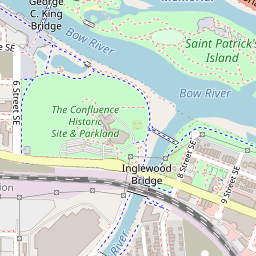 George
C. King
Bridge
Bow River
Saint Patrick's
Island
Bow River
6 Street SE
The Confluence
Historic
Site & Parkland
8 Street SE
9 Street SE
Inglewood
Bridge